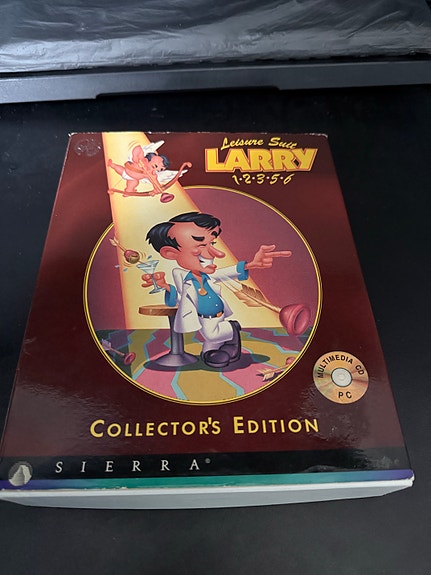 Leisure Suit
LARRY
1·2·3·5·6
MULTIMEDIA CD
PC
COLLECTOR'S EDITION
SIERRA®